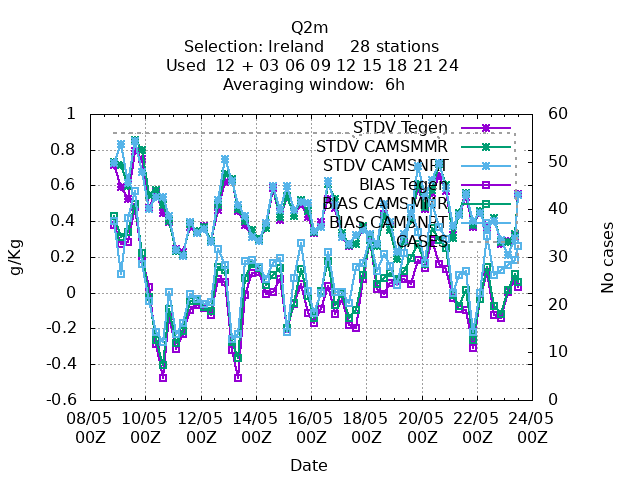 Q2m
Selection: Ireland 28 stations
Used 12 + 03 06 09 12 15 18 21 24
Averaging window: 6h
1 60
STDV Tegen
0.8 50
STDV CAMSMMR
STDV CAMSNRT
0.6
BIAS Tegen
BIAS CAMSMMR 40
0.4
BIAS CAMSNRT
CASES
0.2 30
0
20
-0.2
-0.4 10
-0.6 0
g/Kg
No cases
08/05 10/05 12/05 14/05 16/05 18/05 20/05 22/05 24/05
00Z 00Z 00Z 00Z 00Z 00Z 00Z 00Z 00Z
Date